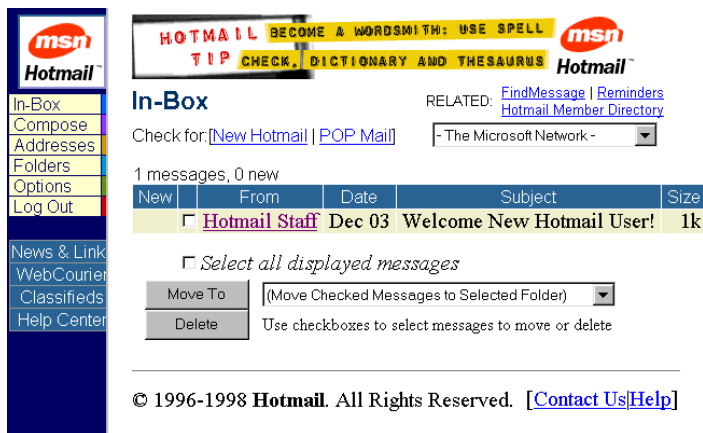 msn
Hotmail
In-Box
Compose
Addresses
Folders
Options
Log Out
News & Link
WebCourier
Classifieds
Help Center
HOTMAIL TIP BECOME A WORDSMITH: USE SPELL
CHECK, DICTIONARY AND THESAURUS
msn
Hotmail
In-Box
RELATED: FindMessage | Reminders
Hotmail Member Directory
Check for:[New Hotmail | POP Mail]
- The Microsoft Network -
1 messages, 0 new
New From Date Subject Size
Hotmail Staff Dec 03 Welcome New Hotmail User! 1k
Select all displayed messages
Move To (Move Checked Messages to Selected Folder)
Delete Use checkboxes to select messages to move or delete
© 1996-1998 Hotmail. All Rights Reserved. [Contact Us|Help]